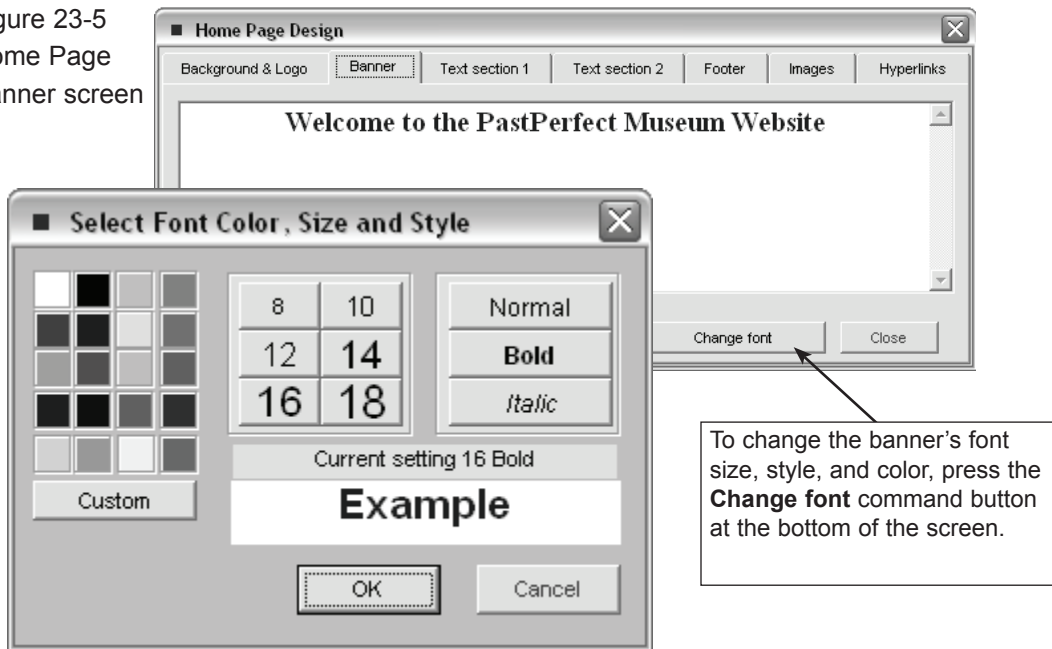 gure 23-5
ome Page
anner screen
Home Page Design
Background & Logo Banner Text section 1 Text section 2 Footer Images Hyperlinks
Welcome to the PastPerfect Museum Website
Change font Close
Select Font Color, Size and Style
8 10 Normal
12 14 Bold
16 18 Italic
Current setting 16 Bold
Custom
Example
OK Cancel
To change the banner's font
size, style, and color, press the
Change font command button
at the bottom of the screen.